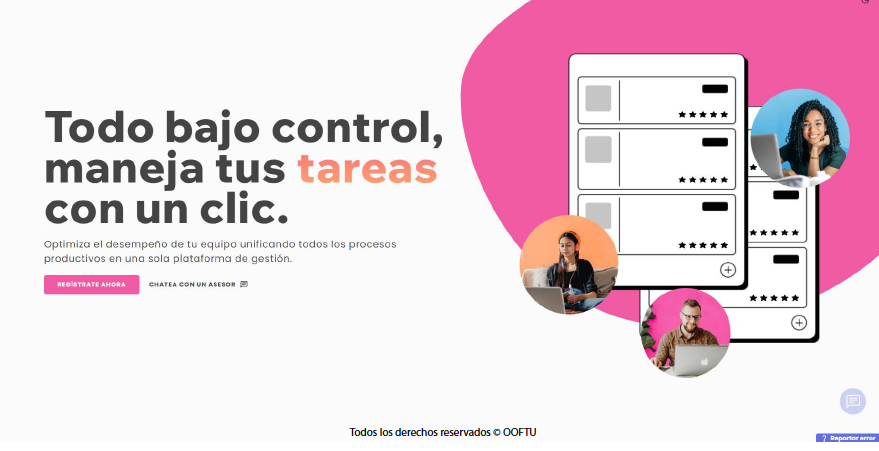 Todo bajo control,
maneja tus tareas
con un clic.
Optimiza el desempeño de tu equipo unificando todos los procesos
productivos en una sola plataforma de gestión.
REGÍSTRATE AHORA
CHATEA CON UN ASESOR
Todos los derechos reservados © OOFTU
? Reportar error